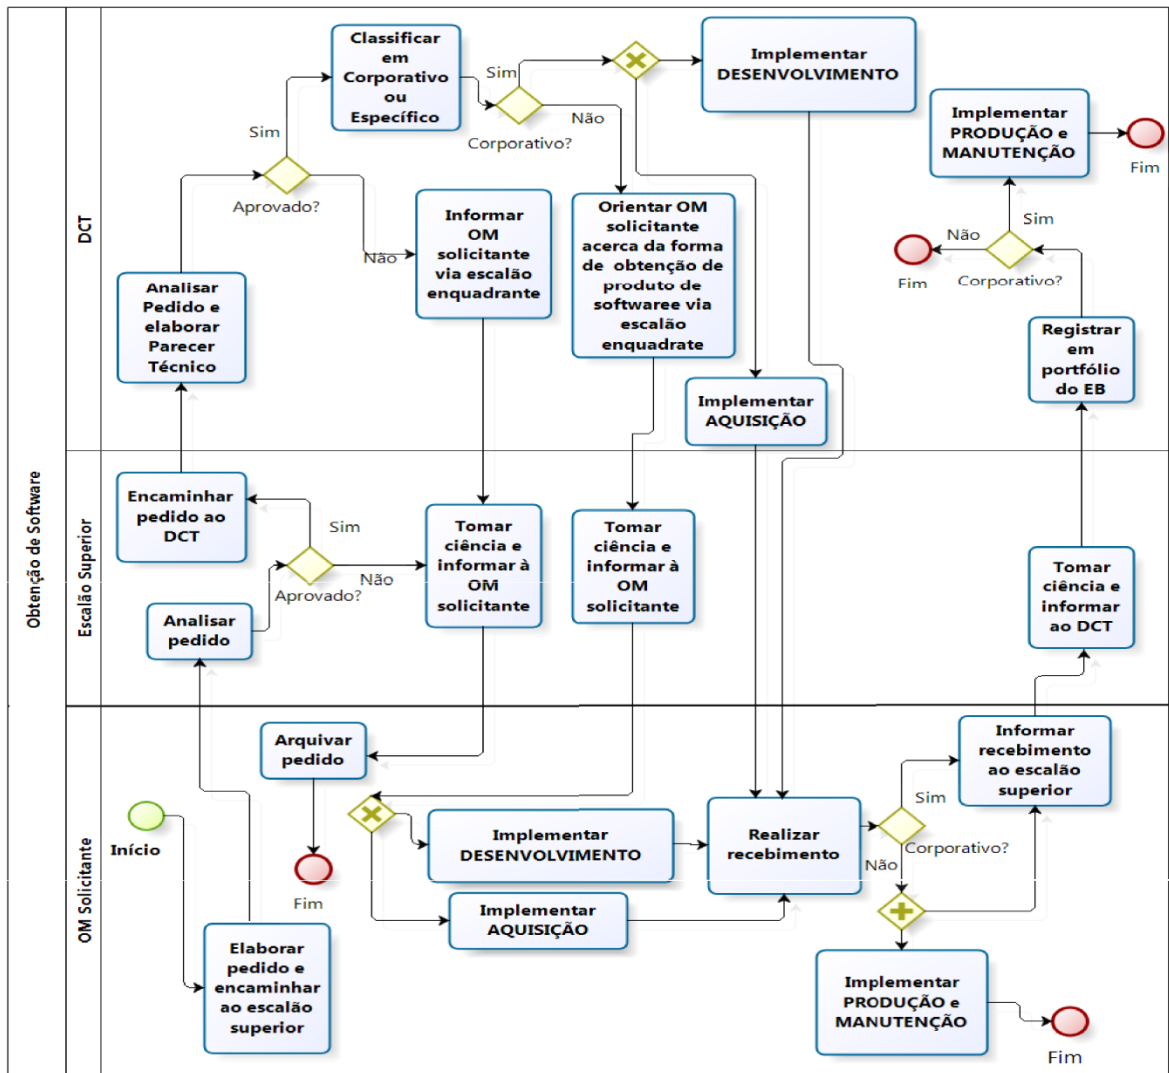 Obtenção de Software
DCT
Classificar
em
Corporativo
ou
Específico
Sim
Aprovado?
Não
Sim
Corporativo?
Não
Implementar
DESENVOLVIMENTO
Analisar
Pedido e
elaborar
Parecer
Técnico
Informar
OM
solicitante
via escalão
enquadrante
Orientar OM
solicitante
acerca da forma
de obtenção de
produto de
softwaree via
escalão
enquadrate
Implementar
AQUISIÇÃO
Implementar
PRODUÇÃO e
MANUTENÇÃO
Fim
Sim
Não
Corporativo?
Fim
Registrar
em
portfólio
do EB
Escalão Superior
Encaminhar
pedido ao
DCT
Sim
Aprovado?
Não
Analisar
pedido
Tomar
ciência e
informar à
OM
solicitante
Tomar
ciência e
informar à
OM
solicitante
Tomar
ciência e
informar
ao DCT
OM Solicitante
Início
Elaborar
pedido e
encaminhar
ao escalão
superior
Arquivar
pedido
Fim
Implementar
DESENVOLVIMENTO
Implementar
AQUISIÇÃO
Realizar
recebimento
Sim
Corporativo?
Não
Informar
recebimento
ao escalão
superior
Implementar
PRODUÇÃO e
MANUTENÇÃO
Fim